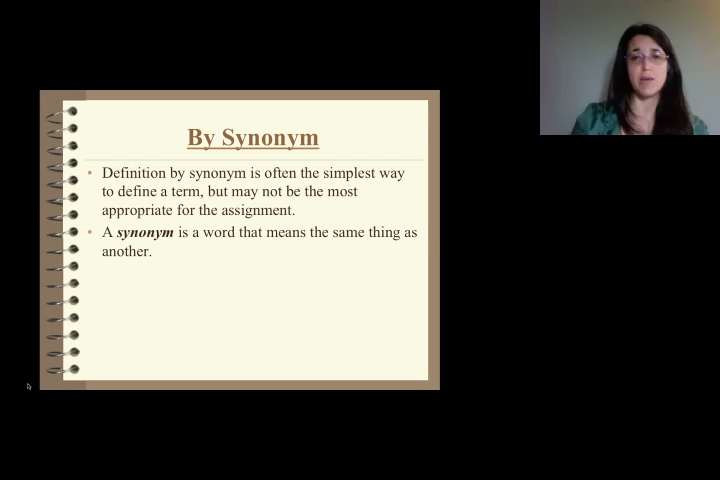 By Synonym
• Definition by synonym is often the simplest way
to define a term, but may not be the most
appropriate for the assignment.
• A synonym is a word that means the same thing as
another.